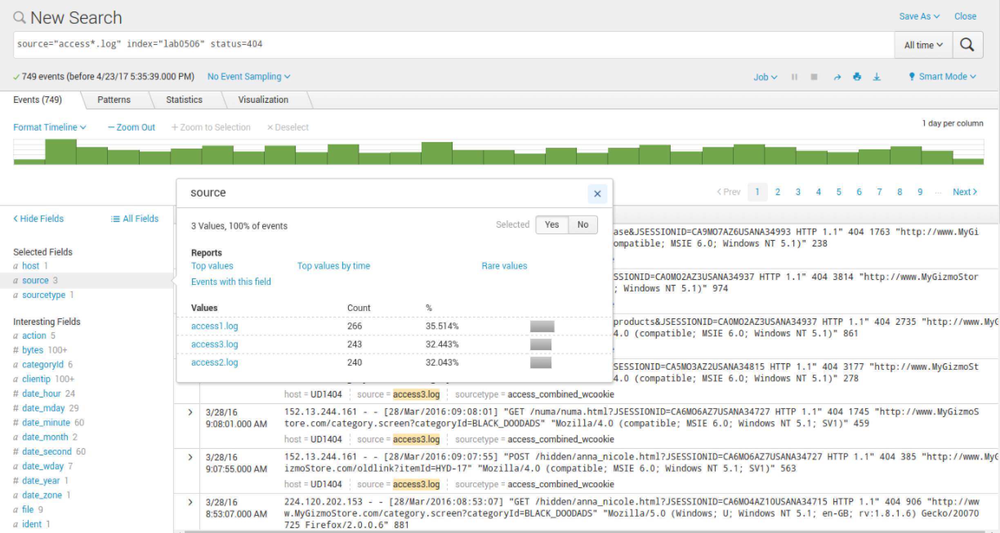 New Search
Save As Close
source="access*.log" index="lab0506" status=404
All time
749 events (before 4/23/17 5:35:39.000 PM) No Event Sampling
Job Smart Mode
Events (749) Patterns Statistics Visualization
Format Timeline — Zoom Out + Zoom to Selection × Deselect
1 day per column
source
< Prev 1 2 3 4 5 6 7 8 9 ... Next >
< Hide Fields All Fields
Selected Fields
a host 1
a source 3
a sourcetype 1
Interesting Fields
a action 5
# bytes 100+
a categoryId 6
a clientip 100+
# date_hour 24
# date_mday 29
# date_minute 60
a date_month 2
# date_second 60
a date_wday 7
# date_year 1
a date_zone 1
a file 9
a ident 1
3 Values, 100% of events
Selected Yes No
Reports
Top values Top values by time Rare values
Events with this field
Values Count %
access1.log 266 35.514%
access3.log 243 32.443%
access2.log 240 32.043%
ase&JSESSIONID=CA9MO7AZ6USANA34993 HTTP 1.1" 404 1763 "http://www.MyGi
ompatible; MSIE 6.0; Windows NT 5.1)" 238
SSIONID=CA0MO2AZ3USANA34937 HTTP 1.1" 404 3814 "http://www.MyGizmoStor
; Windows NT 5.1)" 974
products&JSESSIONID=CA0MO2AZ3USANA34937 HTTP 1.1" 404 2735 "http://www.MyG
4.0 (compatible; MSIE 6.0; Windows NT 5.1)" 861
SESSIONID=CA5MO3AZ2USANA34815 HTTP 1.1" 404 3177 "http://www.MyGizmoSt
4.0 (compatible; MSIE 6.0; Windows NT 5.1)" 278
host = UD1404 source = access3.log sourcetype = access_combined_wcookie
> 3/28/16 152.13.244.161 - - [28/Mar/2016:09:08:01] "GET /numa/numa.html?JSESSIONID=CA6MO6AZ7USANA34727 HTTP 1.1" 404 1745 "http://www.MyGizmoS
9:08:01.000 AM tore.com/category.screen?categoryId=BLACK_DOODADS" "Mozilla/4.0 (compatible; MSIE 6.0; Windows NT 5.1; SV1)" 459
host = UD1404 source = access3.log sourcetype = access_combined_wcookie
> 3/28/16 152.13.244.161 - - [28/Mar/2016:09:07:55] "POST /hidden/anna_nicole.html?JSESSIONID=CA6MO6AZ7USANA34727 HTTP 1.1" 404 385 "http://www.MyG
9:07:55.000 AM izmoStore.com/oldlink?itemId=HYD-17" "Mozilla/4.0 (compatible; MSIE 6.0; Windows NT 5.1; SV1)" 563
host = UD1404 source = access3.log sourcetype = access_combined_wcookie
> 3/28/16 224.120.202.153 - - [28/Mar/2016:08:53:07] "GET /hidden/anna_nicole.html?JSESSIONID=CA6MO4AZ10USANA34715 HTTP 1.1" 404 906 "http://ww
8:53:07.000 AM w.MyGizmoStore.com/category.screen?categoryId=BLACK_DOODADS" "Mozilla/5.0 (Windows; U; Windows NT 5.1; en-GB; rv:1.8.1.6) Gecko/20070
725 Firefox/2.0.0.6" 881